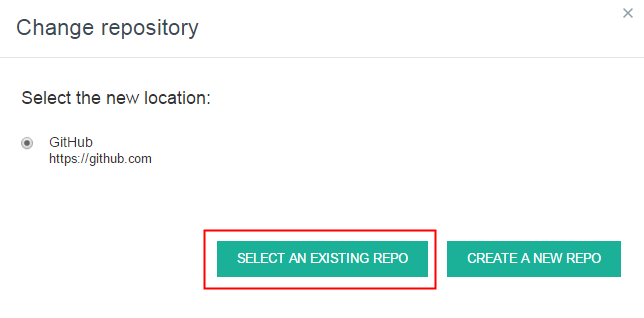 Change repository
Select the new location:
GitHub
https://github.com
SELECT AN EXISTING REPO
CREATE A NEW REPO